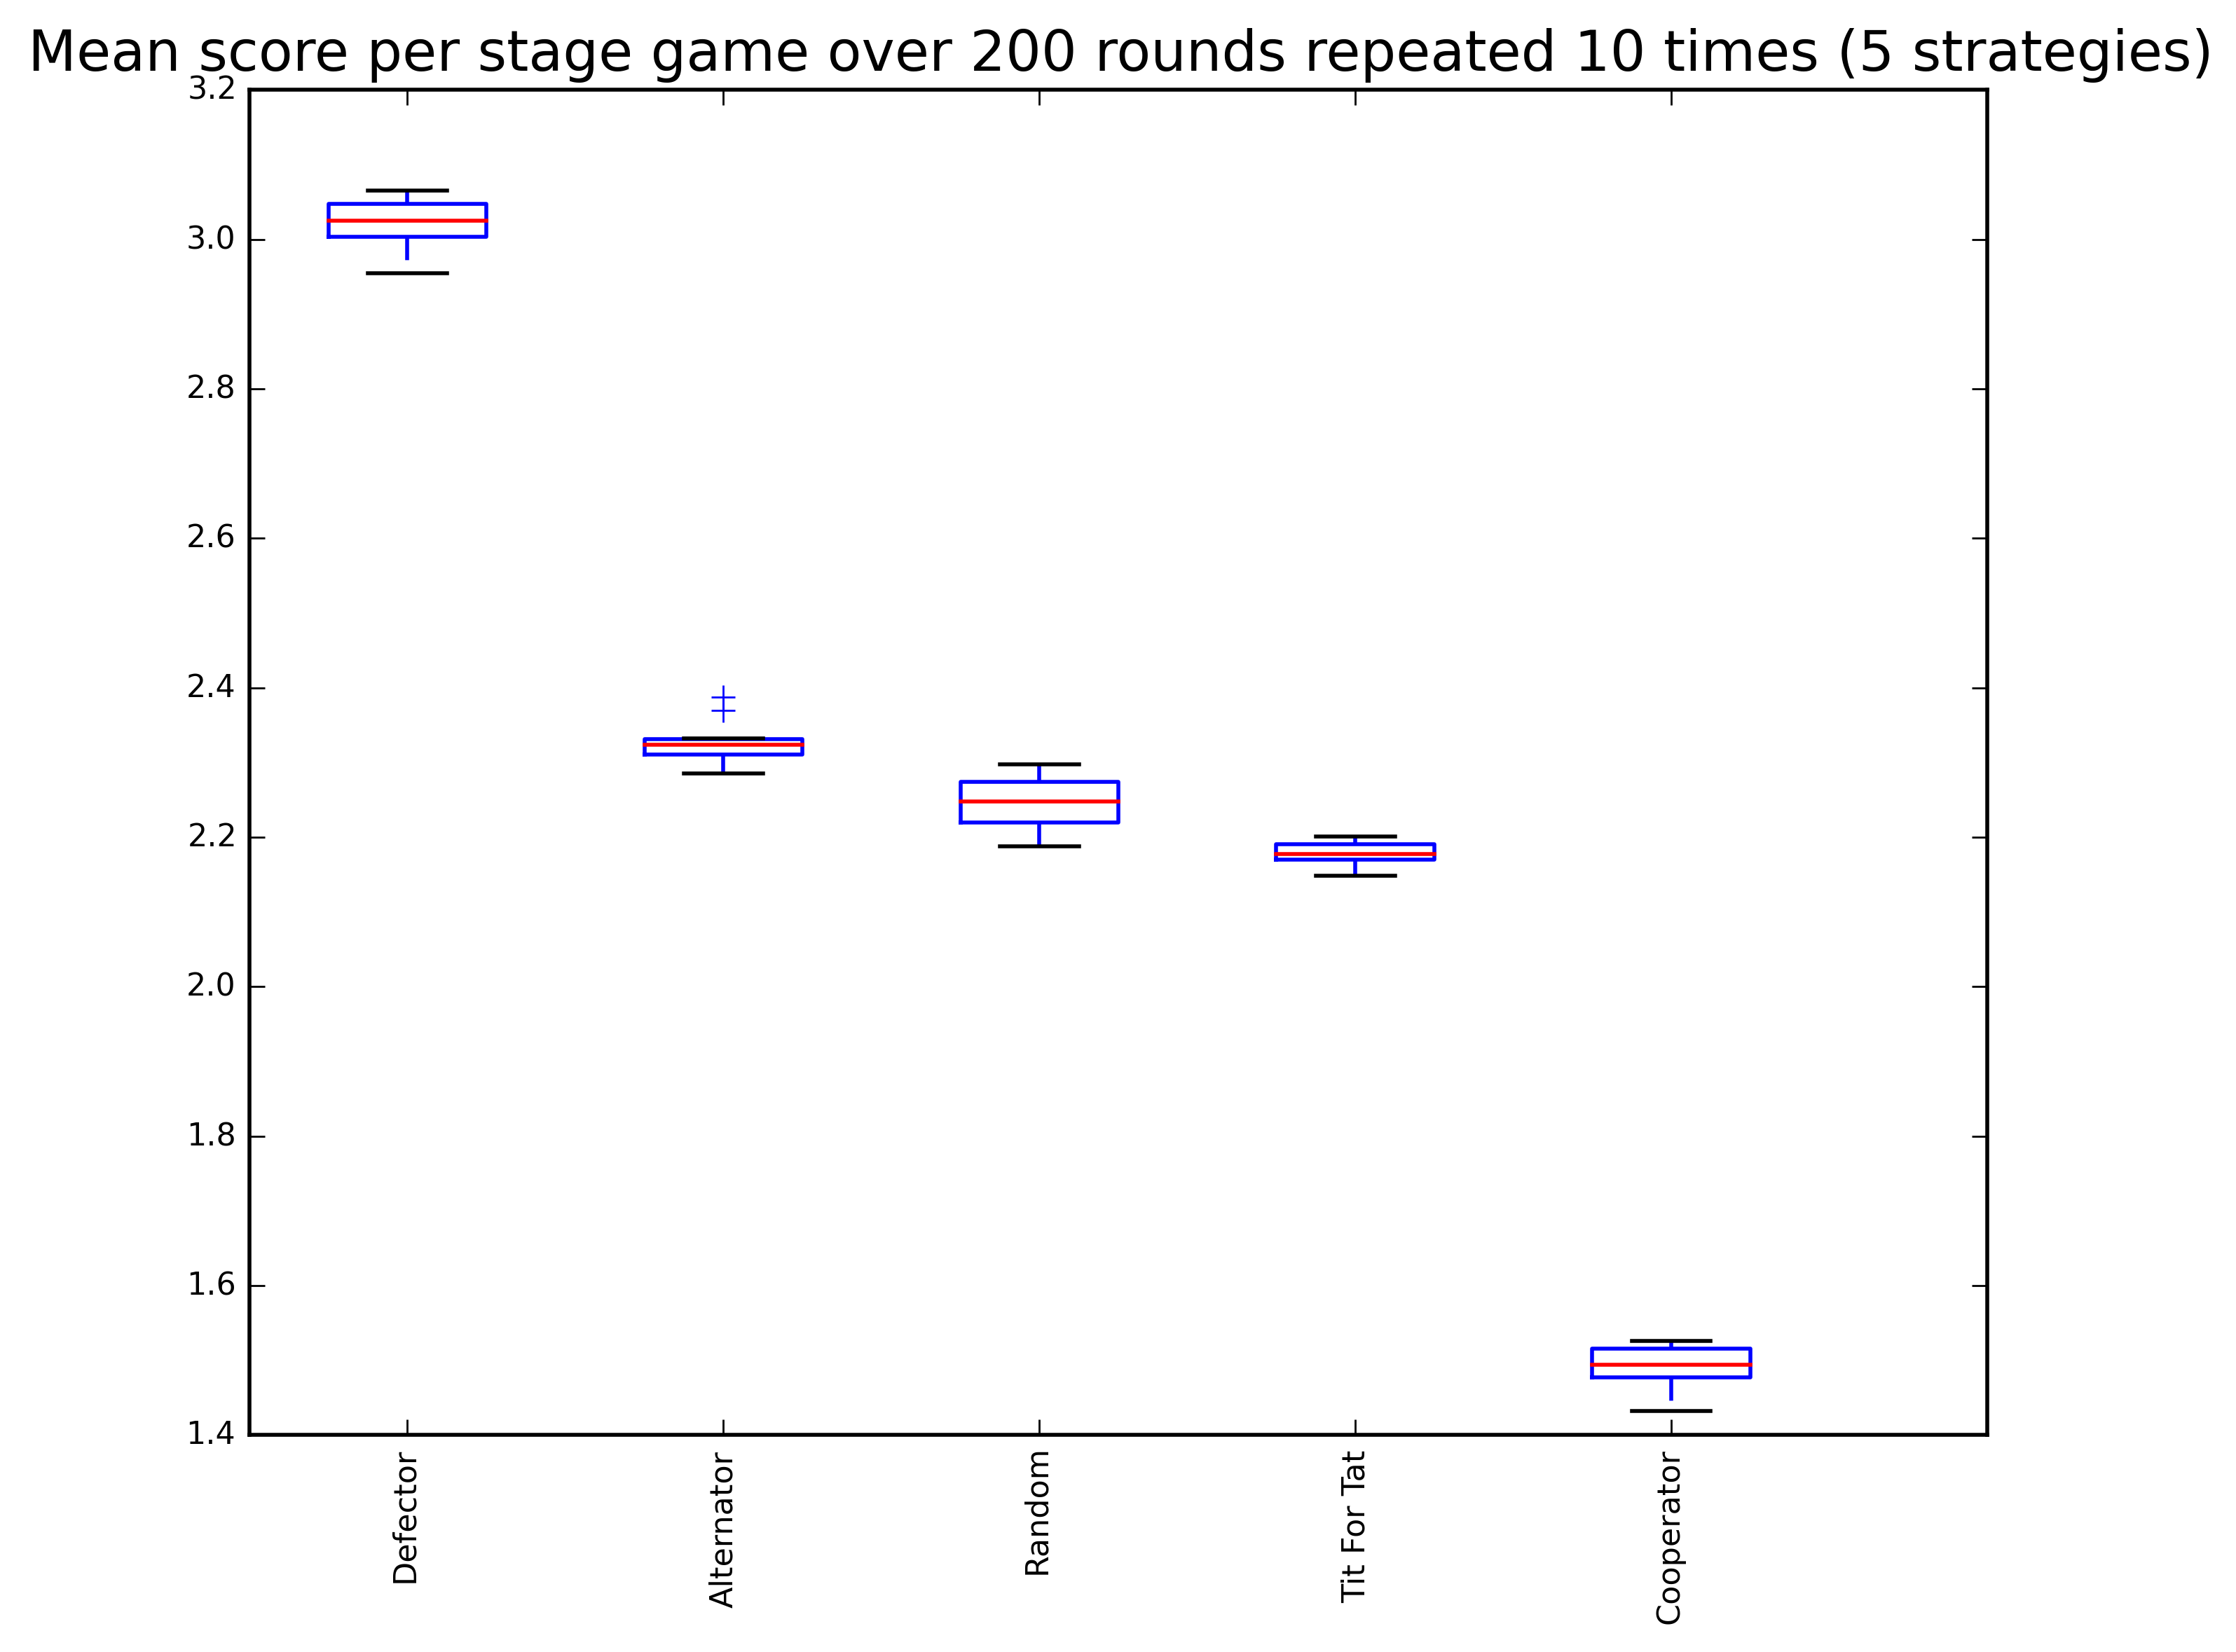 Mean score per stage game over 200 rounds repeated 10 times (5 strategies)
3.2
3.0
2.8
2.6
2.4
2.2
2.0
1.8
1.6
1.4
Defector
Alternator
Random
Tit For Tat
Cooperator